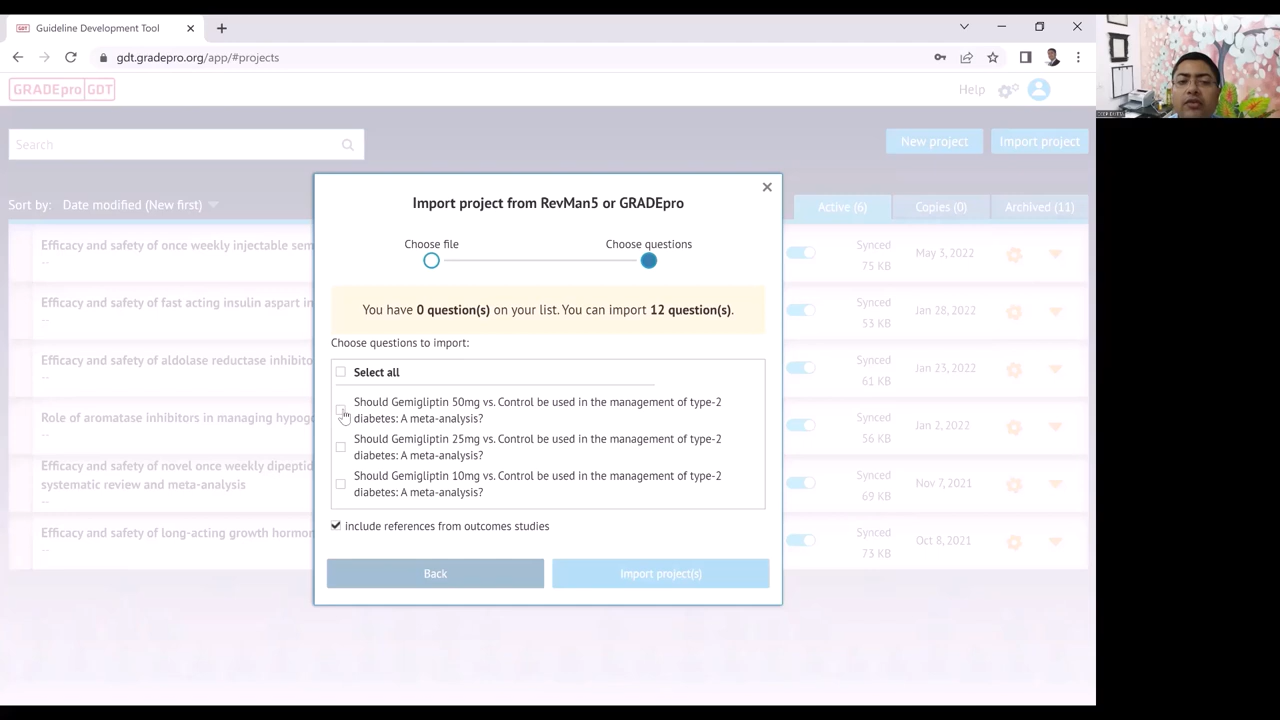 GDT Guideline Development Tool
gdt.gradepro.org/app/#projects
GRADEpro GDT
Help
Search
New project
Import project
Sort by: Date modified (New first)
Active (6)
Copies (0)
Archived (11)
Efficacy and safety of once weekly injectable sem
--
Synced
75 KB
May 3, 2022
Efficacy and safety of fast acting insulin aspart in
--
Synced
53 KB
Jan 28, 2022
Efficacy and safety of aldolase reductase inhibito
--
Synced
61 KB
Jan 23, 2022
Role of aromatase inhibitors in managing hypog
--
Synced
56 KB
Jan 2, 2022
Efficacy and safety of novel once weekly dipeptid
systematic review and meta-analysis
--
Synced
69 KB
Nov 7, 2021
Efficacy and safety of long-acting growth hormon
--
Synced
73 KB
Oct 8, 2021
Import project from RevMan5 or GRADEpro
Choose file
Choose questions
You have 0 question(s) on your list. You can import 12 question(s).
Choose questions to import:
Select all
Should Gemigliptin 50mg vs. Control be used in the management of type-2
diabetes: A meta-analysis?
Should Gemigliptin 25mg vs. Control be used in the management of type-2
diabetes: A meta-analysis?
Should Gemigliptin 10mg vs. Control be used in the management of type-2
diabetes: A meta-analysis?
include references from outcomes studies
Back
Import project(s)